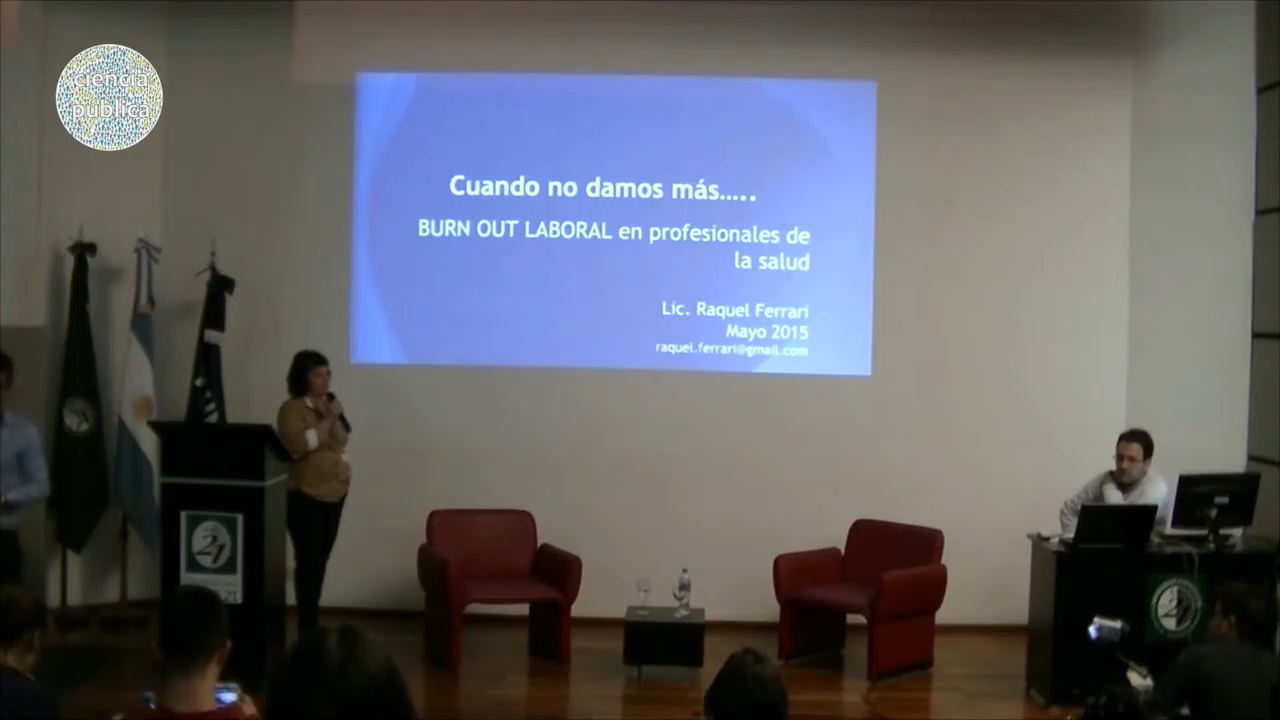 ciencia
pública
Cuando no damos más.....
BURN OUT LABORAL en profesionales de
la salud
Lic. Raquel Ferrari
Mayo 2015
raquel.ferrari@gmail.com
21
21